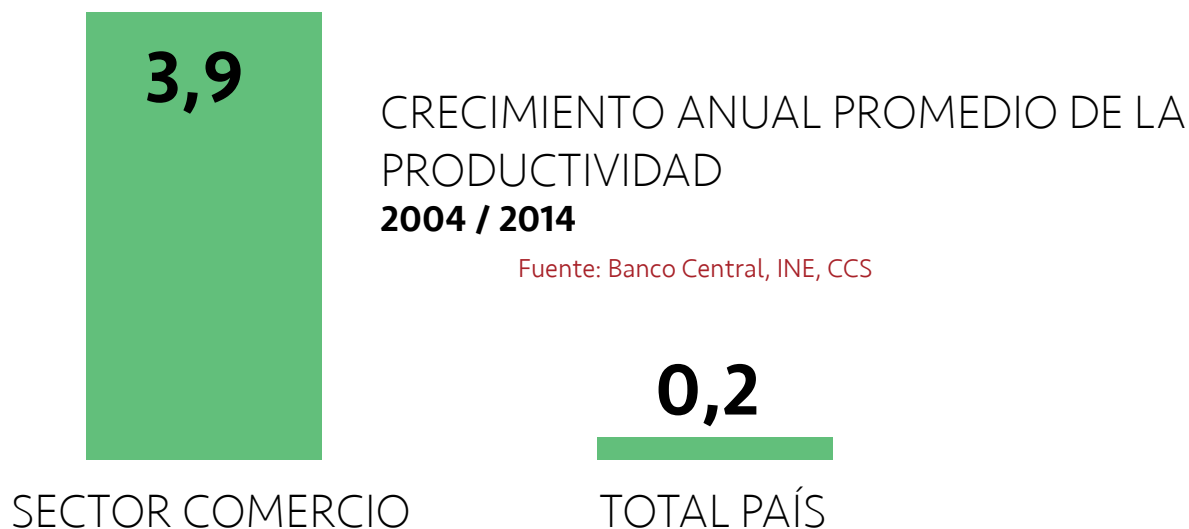 3,9
CRECIMIENTO ANUAL PROMEDIO DE LA
PRODUCTIVIDAD
2004 / 2014
Fuente: Banco Central, INE, CCS
0,2
SECTOR COMERCIO
TOTAL PAÍS